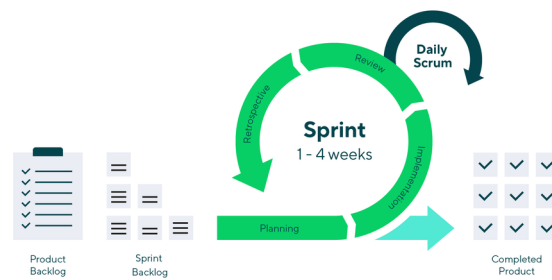 Daily
Scrum
Review
Retrospective
Sprint
1 - 4 weeks
Implementation
Planning
Product
Backlog
Sprint
Backlog
Completed
Product